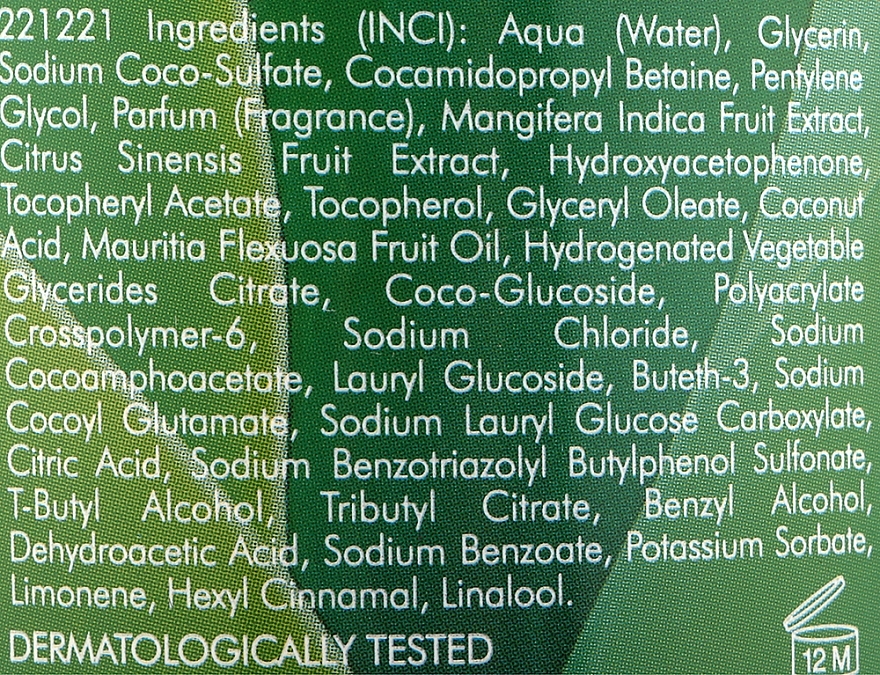 221221 Ingredients (INCI): Aqua (Water), Glycerin,
Sodium Coco-Sulfate, Cocamidopropyl Betaine, Pentylene
Glycol, Parfum (Fragrance), Mangifera Indica Fruit Extract,
Citrus Sinensis Fruit Extract, Hydroxyacetophenone,
Tocopheryl Acetate, Tocopherol, Glyceryl Oleate, Coconut
Acid, Mauritia Flexuosa Fruit Oil, Hydrogenated Vegetable
Glycerides Citrate, Coco-Glucoside, Polyacrylate
Crosspolymer-6, Sodium Chloride, Sodium
Cocoamphoacetate, Lauryl Glucoside, Buteth-3, Sodium
Cocoyl Glutamate, Sodium Lauryl Glucose Carboxylate,
Citric Acid, Sodium Benzotriazolyl Butylphenol Sulfonate,
T-Butyl Alcohol, Tributyl Citrate, Benzyl Alcohol,
Dehydroacetic Acid, Sodium Benzoate, Potassium Sorbate,
Limonene, Hexyl Cinnamal, Linalool.
DERMATOLOGICALLY TESTED
12 M